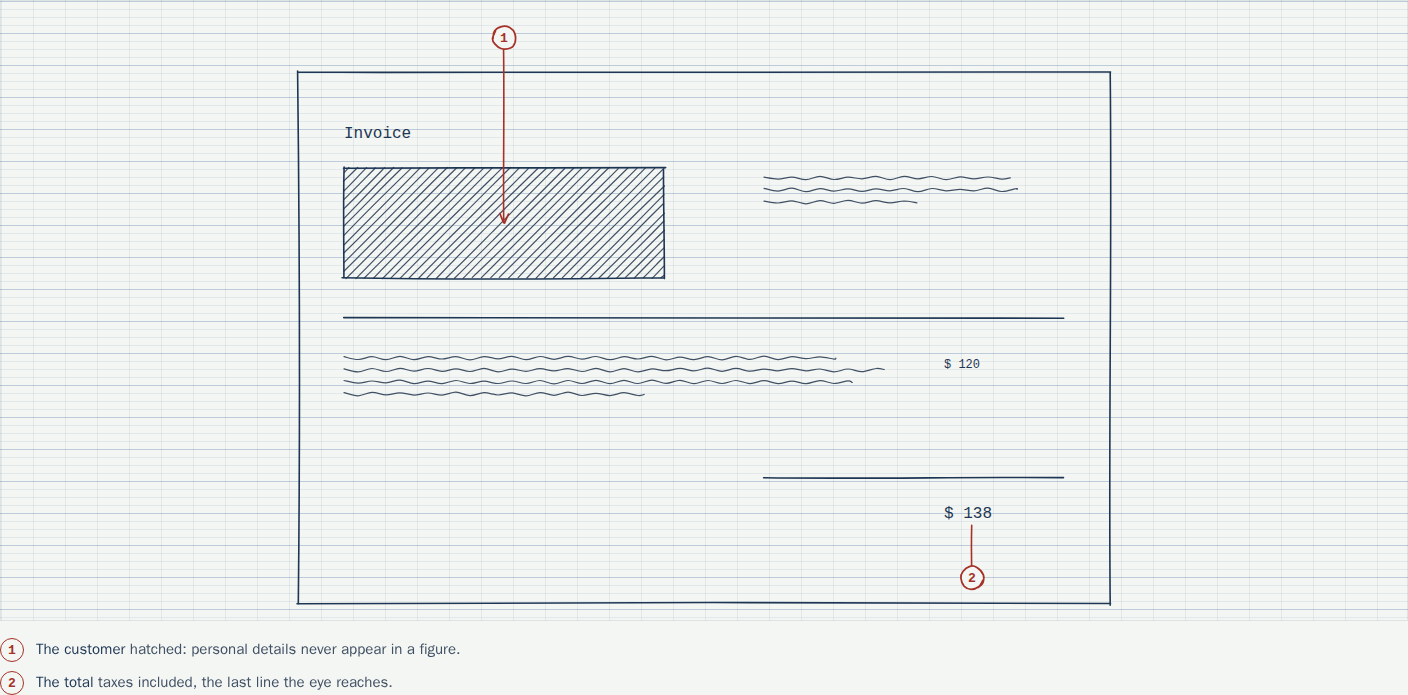 1
Invoice
$ 120
$ 138
2
1 The customer hatched: personal details never appear in a figure.
2 The total taxes included, the last line the eye reaches.